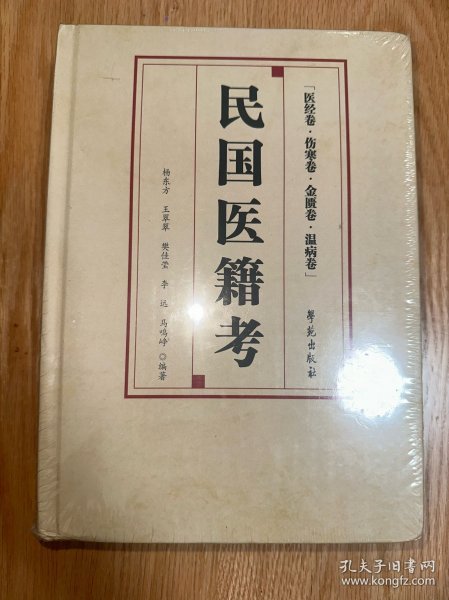 「医经卷·伤寒卷·金匮卷·温病卷」
民国医籍考
杨东方 王翠翠 樊佳莹 李远 马鸣峥 ◎编著
学苑出版社
孔夫子旧书网
www.kongfz.com